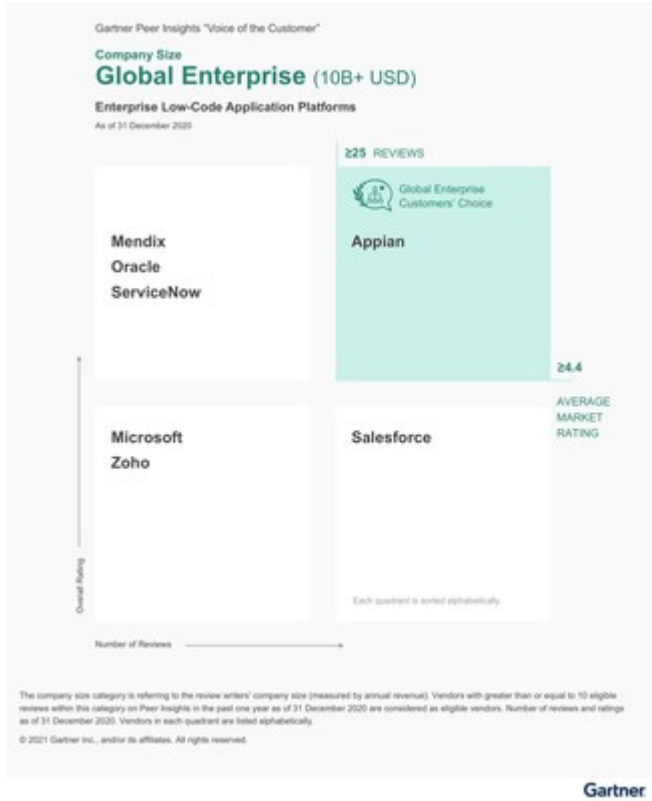 Gartner Peer Insights "Voice of the Customer"
Company Size
Global Enterprise (10B+ USD)
Enterprise Low-Code Application Platforms
As of 31 December 2020
≥25 REVIEWS
Global Enterprise
Customers' Choice
Mendix
Oracle
ServiceNow
Appian
≥4.4
AVERAGE
MARKET
RATING
Microsoft
Zoho
Salesforce
Each quadrant is sorted alphabetically
Overall Rating
Number of Reviews
The company size category is referring to the review writers' company size (measured by annual revenue). Vendors with greater than or equal to 10 eligible
reviews within this category on Peer Insights in the past one year as of 31 December 2020 are considered as eligible vendors. Number of reviews and ratings
as of 31 December 2020. Vendors in each quadrant are listed alphabetically.
© 2021 Gartner Inc., and/or its affiliates. All rights reserved.
Gartner